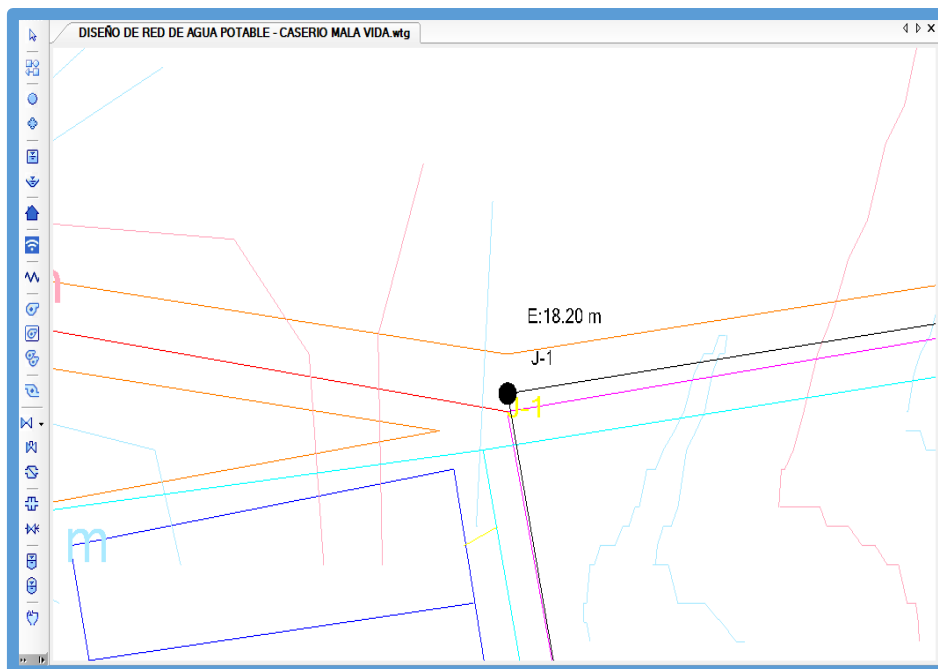 DISEÑO DE RED DE AGUA POTABLE - CASERIO MALA VIDA.wtg
E:18.20 m
J-1
J-1
m